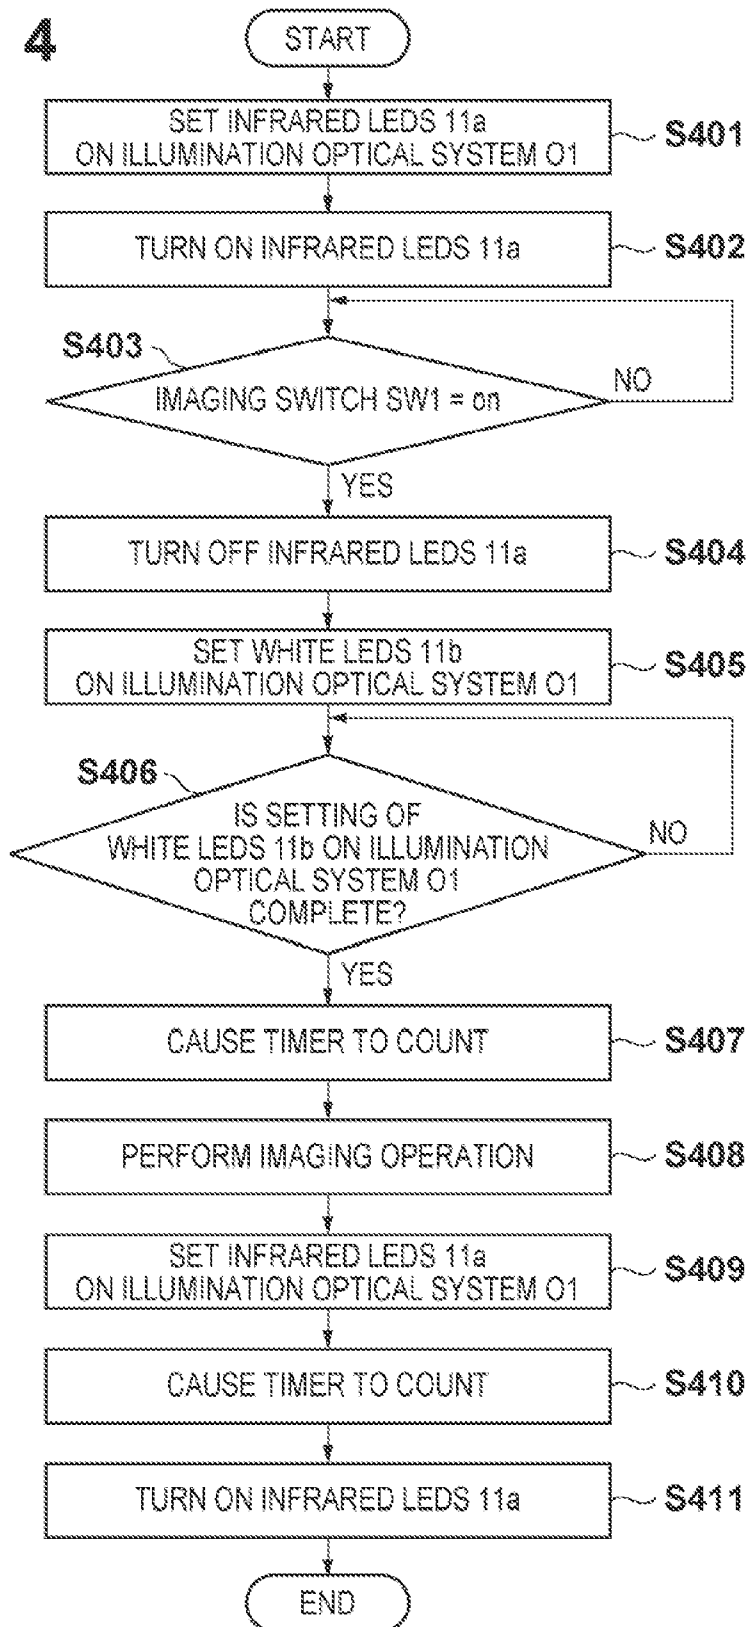 4
START
SET INFRARED LEDS 11a
ON ILLUMINATION OPTICAL SYSTEM O1
S401
TURN ON INFRARED LEDS 11a
S402
S403
IMAGING SWITCH SW1 = on
NO
YES
TURN OFF INFRARED LEDS 11a
S404
SET WHITE LEDS 11b
ON ILLUMINATION OPTICAL SYSTEM O1
S405
S406
IS SETTING OF
WHITE LEDS 11b ON ILLUMINATION
OPTICAL SYSTEM O1
COMPLETE?
NO
YES
CAUSE TIMER TO COUNT
S407
PERFORM IMAGING OPERATION
S408
SET INFRARED LEDS 11a
ON ILLUMINATION OPTICAL SYSTEM O1
S409
CAUSE TIMER TO COUNT
S410
TURN ON INFRARED LEDS 11a
S411
END